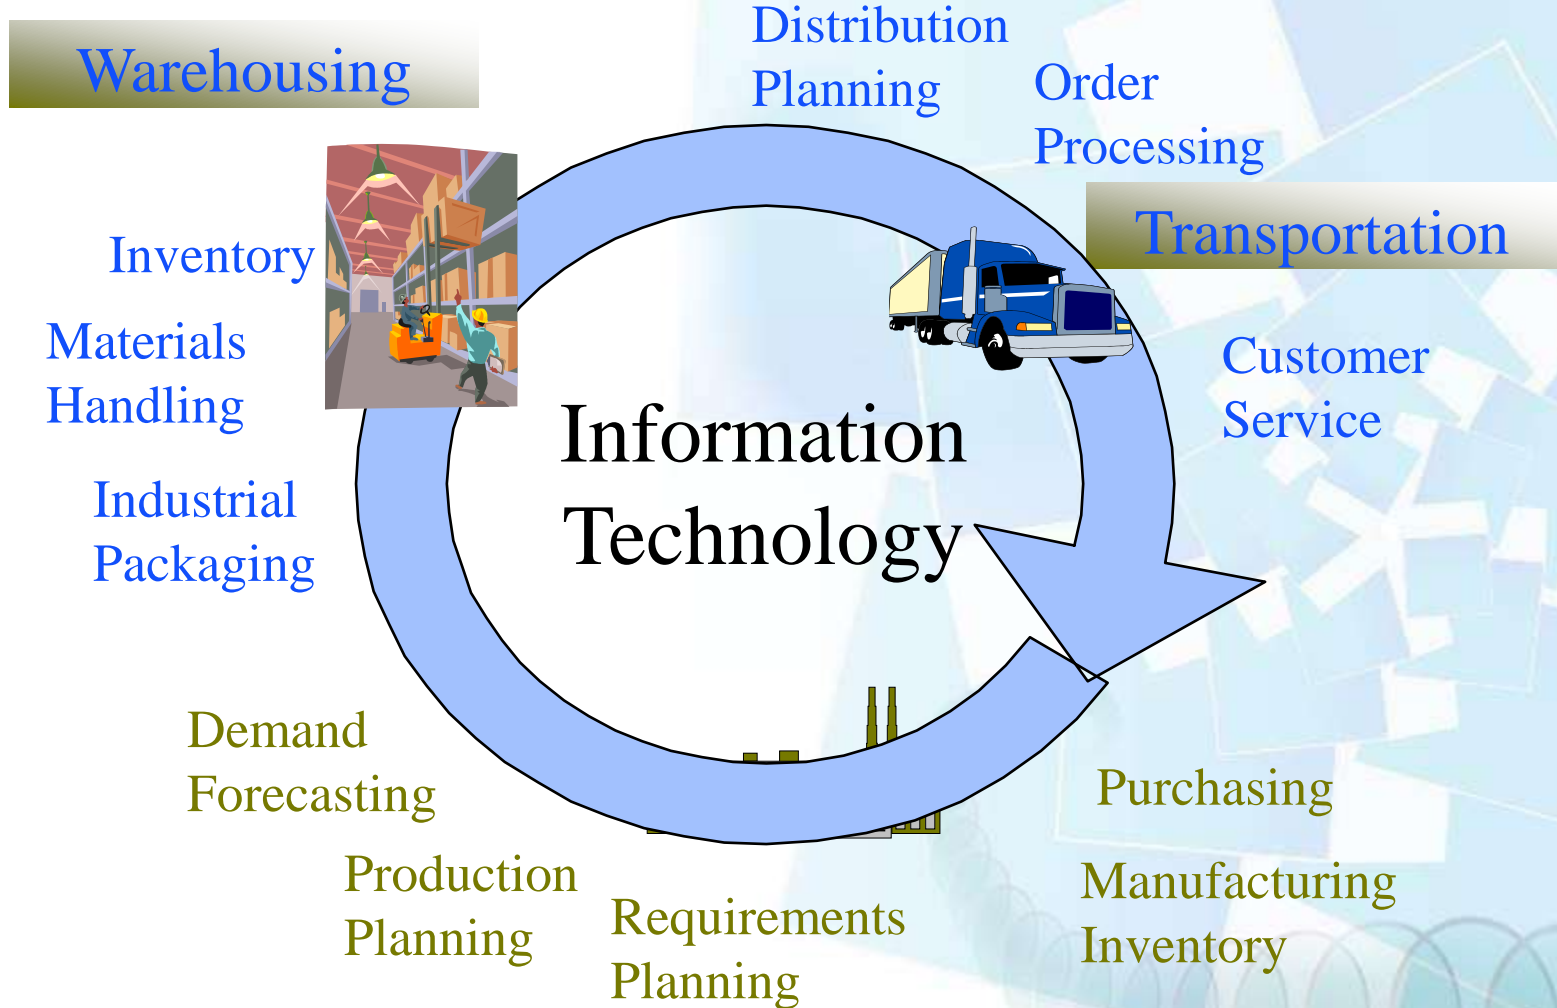 Warehousing
Distribution
Planning
Order
Processing
Transportation
Inventory
Materials
Handling
Customer
Service
Information
Technology
Industrial
Packaging
Demand
Forecasting
Purchasing
Production
Planning
Requirements
Planning
Manufacturing
Inventory